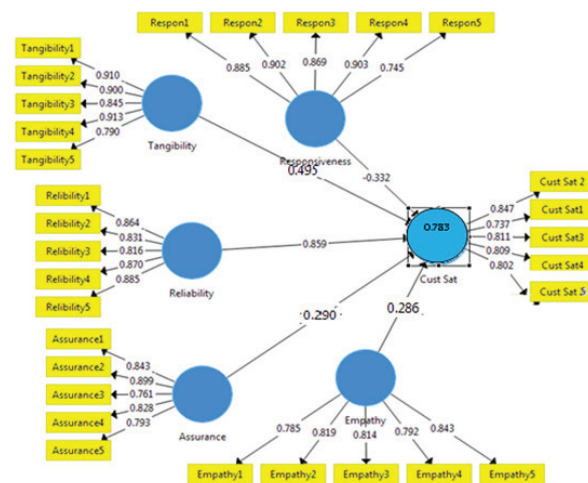 Respon1
Respon2
Respon3
Respon4
Respon5
0.885
0.902
0.869
0.903
0.745
Responsiveness
-0.332
Tangibility1
Tangibility2
Tangibility3
Tangibility4
Tangibility5
0.910
0.900
0.845
0.913
0.790
Tangibility
0.495
Relibility1
Relibility2
Relibility3
Relibility4
Relibility5
0.864
0.831
0.816
0.870
0.885
Reliability
0.859
0.783
Cust Sat
0.847
0.737
0.811
0.809
0.802
Cust Sat 2
Cust Sat1
Cust Sat3
Cust Sat4
Cust Sat 5
Assurance1
Assurance2
Assurance3
Assurance4
Assurance5
0.843
0.899
0.761
0.828
0.793
Assurance
0.290
0.286
Empathy
0.785
0.819
0.814
0.792
0.843
Empathy1
Empathy2
Empathy3
Empathy4
Empathy5